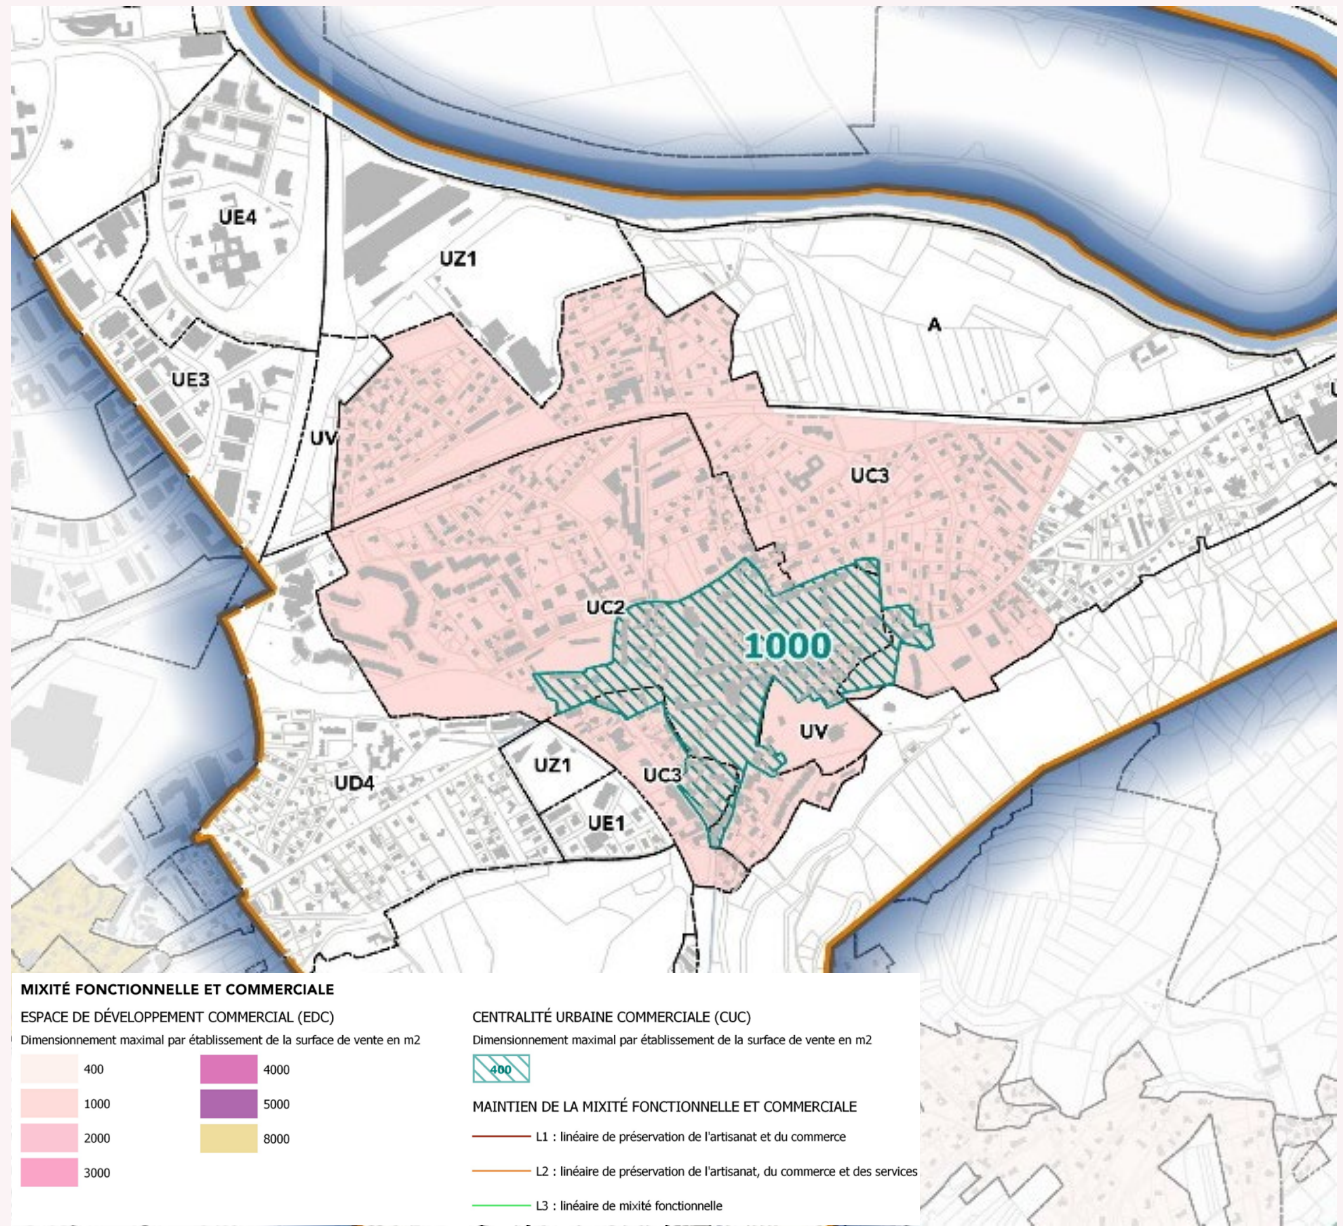 UE4
UZ1
A
UE3
UV
UC3
UC2
1000
UV
UZ1
UC3
UD4
UE1
MIXITÉ FONCTIONNELLE ET COMMERCIALE
ESPACE DE DÉVELOPPEMENT COMMERCIAL (EDC)
Dimensionnement maximal par établissement de la surface de vente en m2
400
1000
2000
3000
4000
5000
8000
CENTRALITÉ URBAINE COMMERCIALE (CUC)
Dimensionnement maximal par établissement de la surface de vente en m2
400
MAINTIEN DE LA MIXITÉ FONCTIONNELLE ET COMMERCIALE
L1 : linéaire de préservation de l'artisanat et du commerce
L2 : linéaire de préservation de l'artisanat, du commerce et des services
L3 : linéaire de mixité fonctionnelle